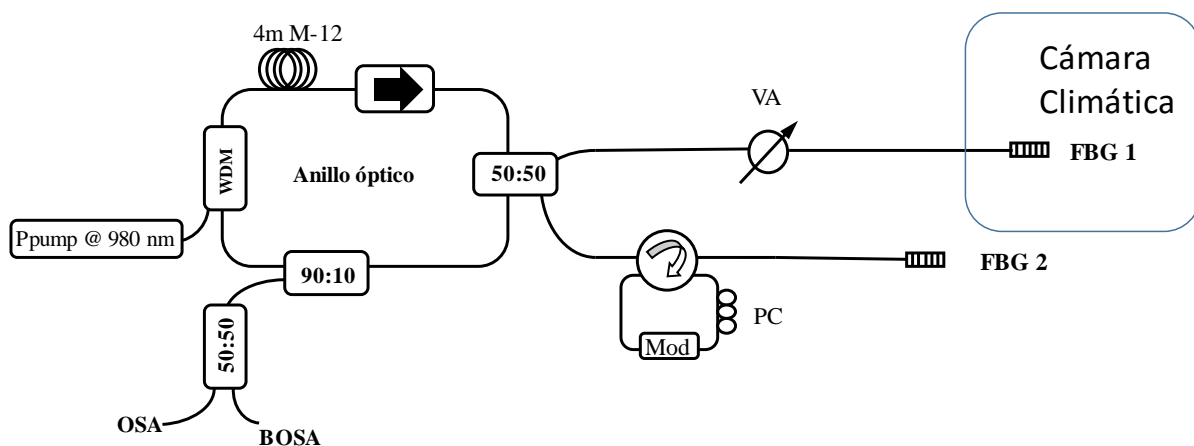 4m M-12
WDM
Anillo óptico
50:50
VA
Cámara
Climática
FBG 1
Ppump @ 980 nm
90:10
FBG 2
PC
Mod
50:50
OSA
BOSA